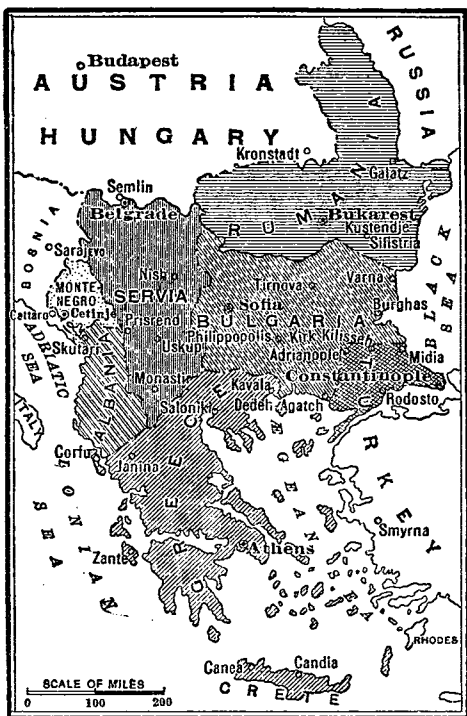 Budapest
AUSTRIA
HUNGARY
RUSSIA
Kronstadt
Galatz
RUMANIA
Semlin
Belgrade
Bukarest
Kustendje
Silistria
BOSNIA
Sarajevo
BLACK SEA
Nish
Tirnova
Varna
MONTE
NEGRO
SERVIA
Sofia
Burghas
Cattaro
Cetinje
Prisrend
BULGARIA
ADRIATIC
SEA
Skutari
Uskup
Philippopolis
Kirk Kilissen
Adrianople
Midia
ALBANIA
Monastir
Kavala
Constantinople
ITALY
Saloniki
Dedeh Agatch
Rodosto
TURKEY
Corfu
Janina
GREECE
AEGEAN SEA
IONIAN
SEA
Smyrna
Athens
Zante
RHODES
Canea
Candia
CRETE
SCALE OF MILES
0 100 200